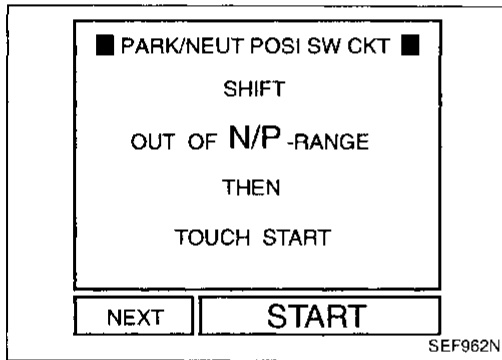 ■ PARK/NEUT POSI SW CKT ■
SHIFT
OUT OF N/P -RANGE
THEN
TOUCH START
NEXT START
SEF962N